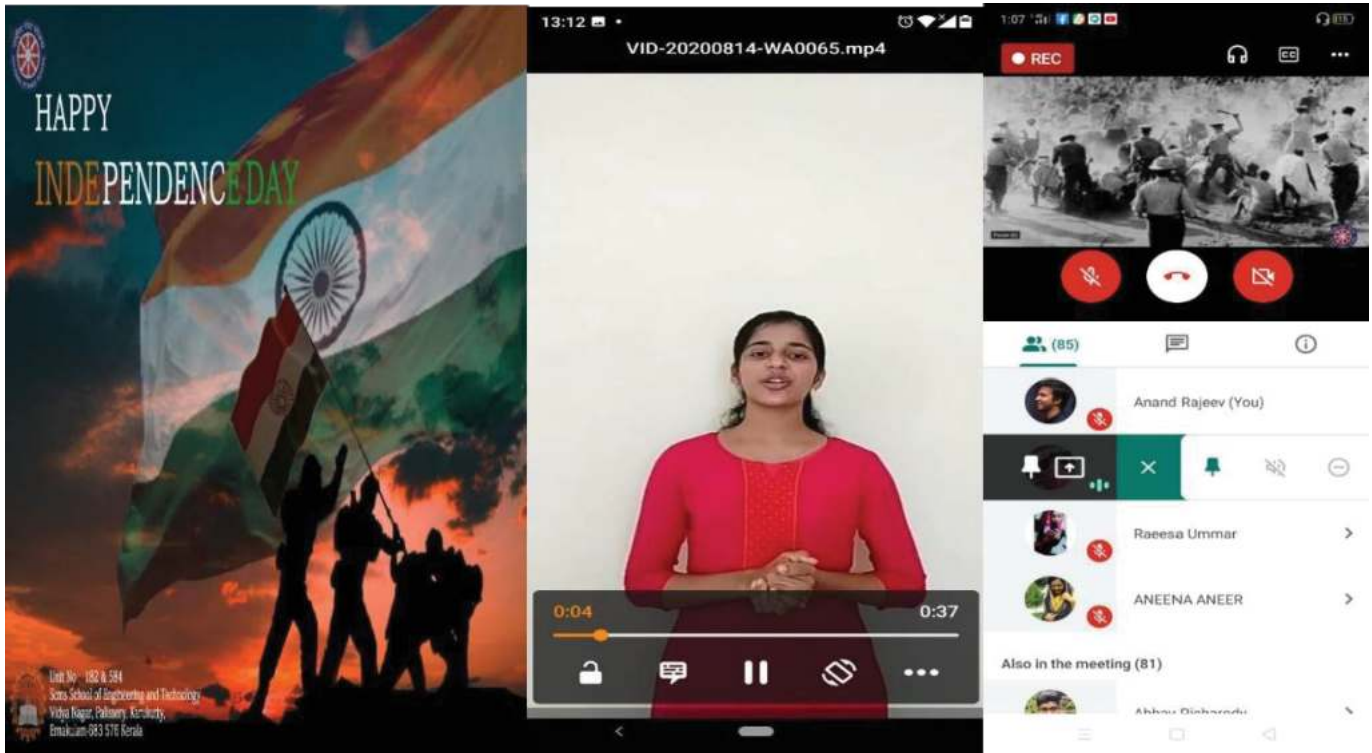 HAPPY
INDEPENDENCE DAY
Unit No 182 & 584
Scms School of Engineering and Technology
Vidya Nagar, Palissery, Karukutty,
Ernakulam-683 576 Kerala
13:12
VID-20200814-WA0065.mp4
0:04
0:37
1:07
REC
CC
(85)
Anand Rajeev (You)
Raeesa Ummar
ANEENA ANEER
Also in the meeting (81)